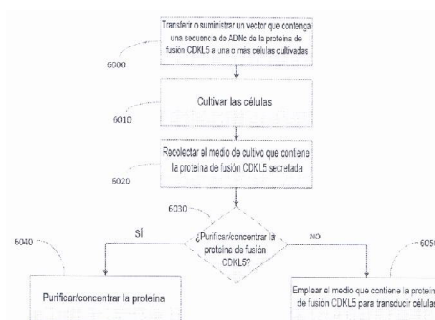 Transferir o suministrar un vector que contenga
una secuencia de ADNc de la proteína de
fusión CDKL5 a una o más células cultivadas
6000
Cultivar las células
6010
Recolectar el medio de cultivo que contiene
la proteína de fusión CDKL5 secretada
6020
6030
¿Purificar/concentrar la
proteína de fusión
CDKL5?
SÍ
NO
6040
6050
Purificar/concentrar la proteína
Emplear el medio que contiene la proteín
de fusión CDKL5 para transducir células